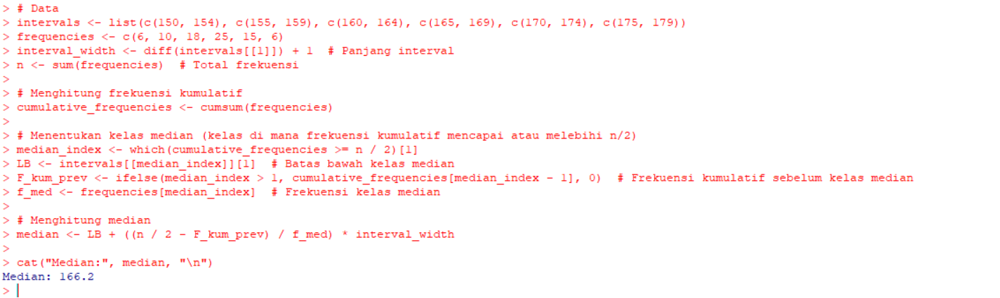 > # Data
> intervals <- list(c(150, 154), c(155, 159), c(160, 164), c(165, 169), c(170, 174), c(175, 179))
> frequencies <- c(6, 10, 18, 25, 15, 6)
> interval_width <- diff(intervals[[1]]) + 1  # Panjang interval
> n <- sum(frequencies)  # Total frekuensi
>
> # Menghitung frekuensi kumulatif
> cumulative_frequencies <- cumsum(frequencies)
>
> # Menentukan kelas median (kelas di mana frekuensi kumulatif mencapai atau melebihi n/2)
> median_index <- which(cumulative_frequencies >= n / 2)[1]
> LB <- intervals[[median_index]][1]  # Batas bawah kelas median
> F_kum_prev <- ifelse(median_index > 1, cumulative_frequencies[median_index - 1], 0)  # Frekuensi kumulatif sebelum kelas median
> f_med <- frequencies[median_index]  # Frekuensi kelas median
>
> # Menghitung median
> median <- LB + ((n / 2 - F_kum_prev) / f_med) * interval_width
>
> cat("Median:", median, "\n")
Median: 166.2
>